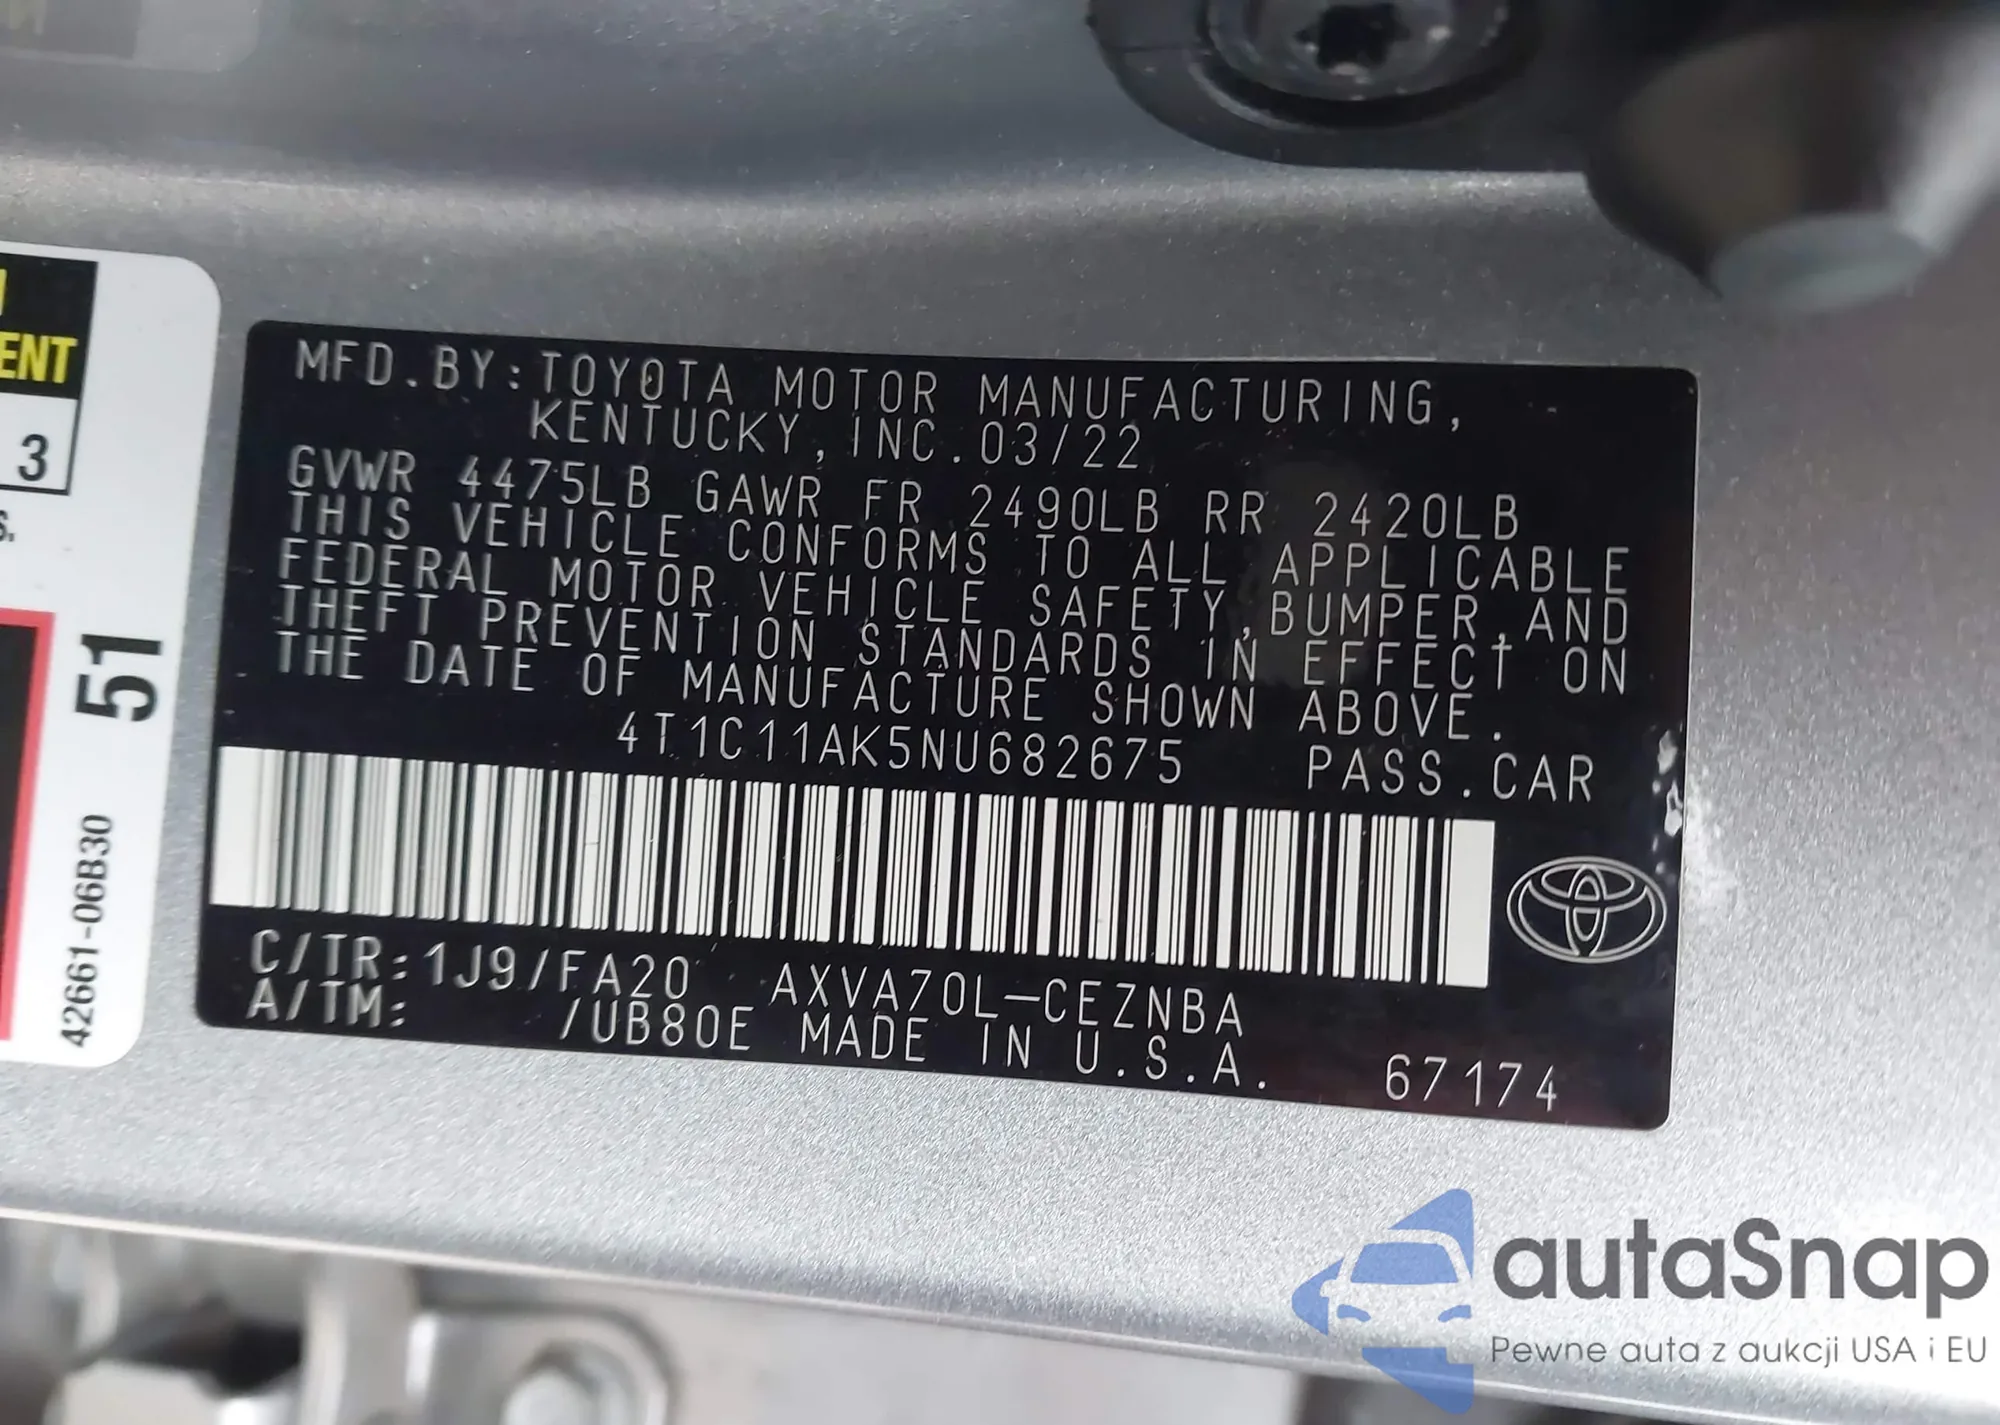 ENT
3
S.
51
42661-06B30
MFD.BY:TOYOTA MOTOR MANUFACTURING,
KENTUCKY,INC.03/22
GVWR 4475LB GAWR FR 2490LB RR 2420LB
THIS VEHICLE CONFORMS TO ALL APPLICABLE
FEDERAL MOTOR VEHICLE SAFETY,BUMPER,AND
THEFT PREVENTION STANDARDS IN EFFECT ON
THE DATE OF MANUFACTURE SHOWN ABOVE.
4T1C11AK5NU682675 PASS.CAR
C/TR:1J9/FA20 AXVA70L-CEZNBA
A/TM: /UB80E MADE IN U.S.A. 67174
autaSnap
Pewne auta z aukcji USA i EU